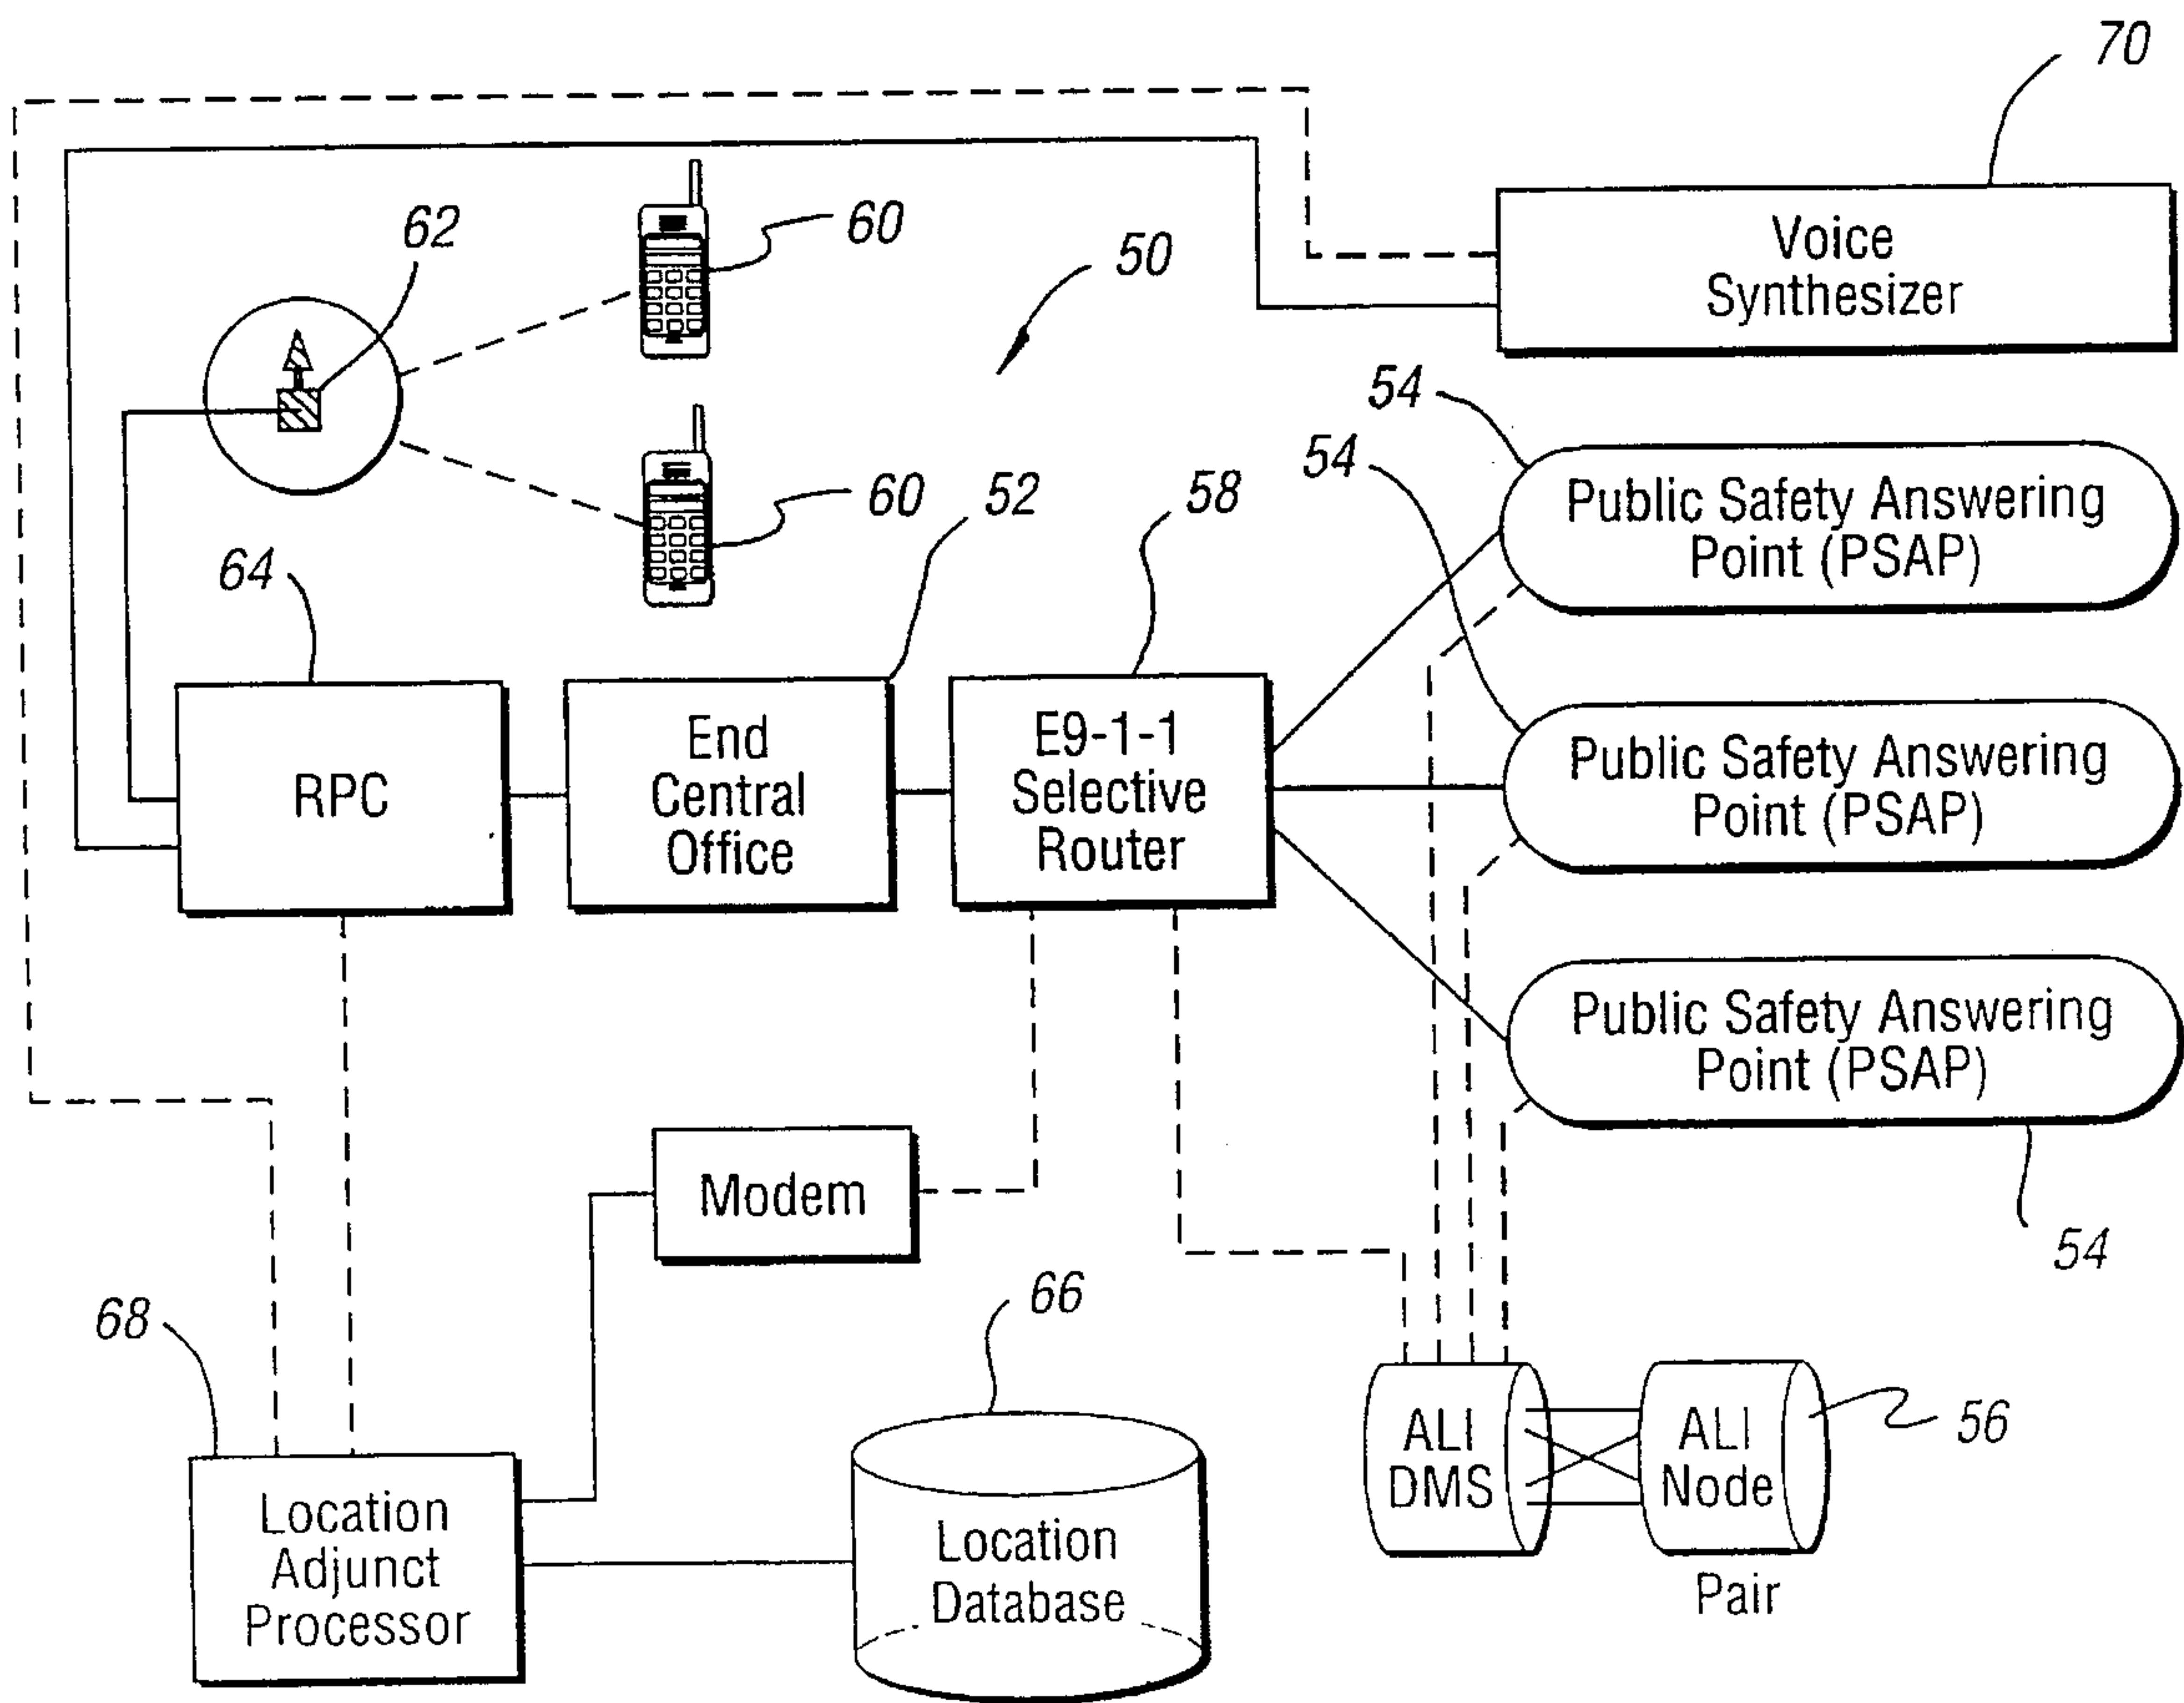 70
Voice
Synthesizer
62
60
50
54
54
Public Safety Answering
Point (PSAP)
60
52
58
64
RPC
End
Central
Office
E9-1-1
Selective
Router
54
Public Safety Answering
Point (PSAP)
Public Safety Answering
Point (PSAP)
54
Modem
68
66
Location
Adjunct
Processor
Location
Database
ALI
DMS
ALI
Node
56
Pair